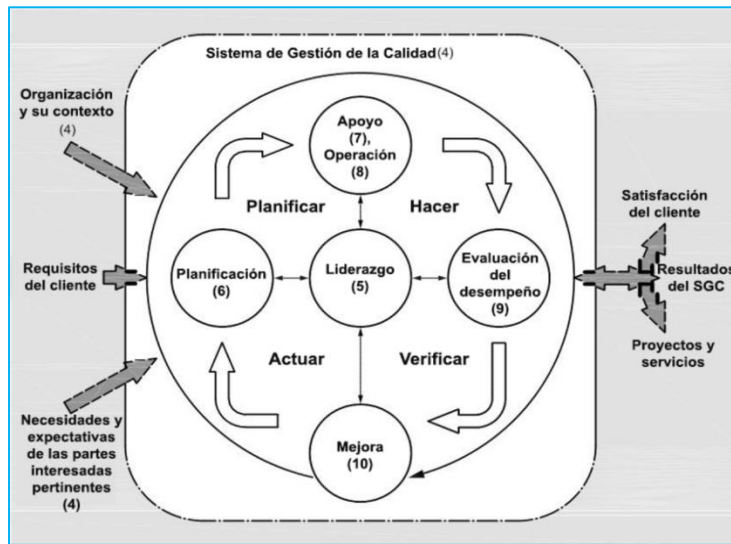 Sistema de Gestión de la Calidad(4)
Organización
y su contexto
(4)
Apoyo
(7),
Operación
(8)
Planificar
Hacer
Satisfacción
del cliente
Requisitos
del cliente
Planificación
(6)
Liderazgo
(5)
Evaluación
del
desempeño
(9)
Resultados
del SGC
Actuar
Verificar
Proyectos y
servicios
Necesidades y
expectativas
de las partes
interesadas
pertinentes
(4)
Mejora
(10)